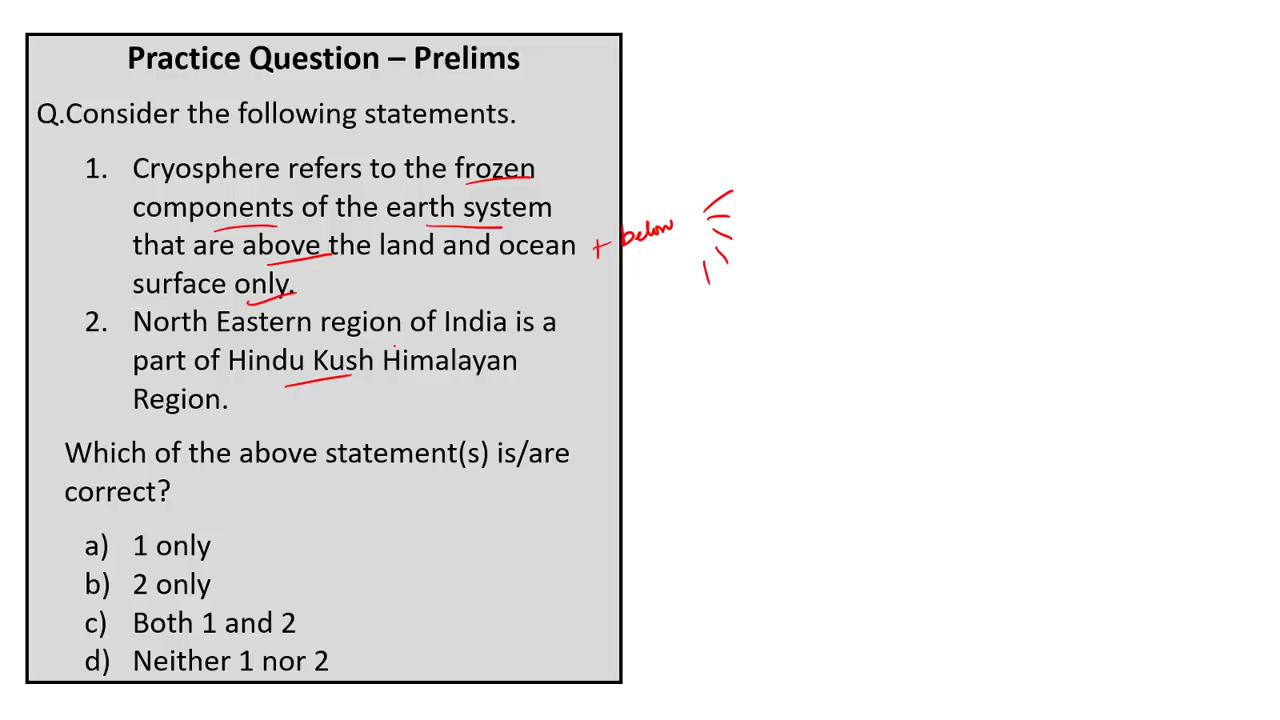 Practice Question – Prelims
Q.Consider the following statements.
1. Cryosphere refers to the frozen
components of the earth system
that are above the land and ocean + below
surface only.
2. North Eastern region of India is a
part of Hindu Kush Himalayan
Region.
Which of the above statement(s) is/are
correct?
a) 1 only
b) 2 only
c) Both 1 and 2
d) Neither 1 nor 2